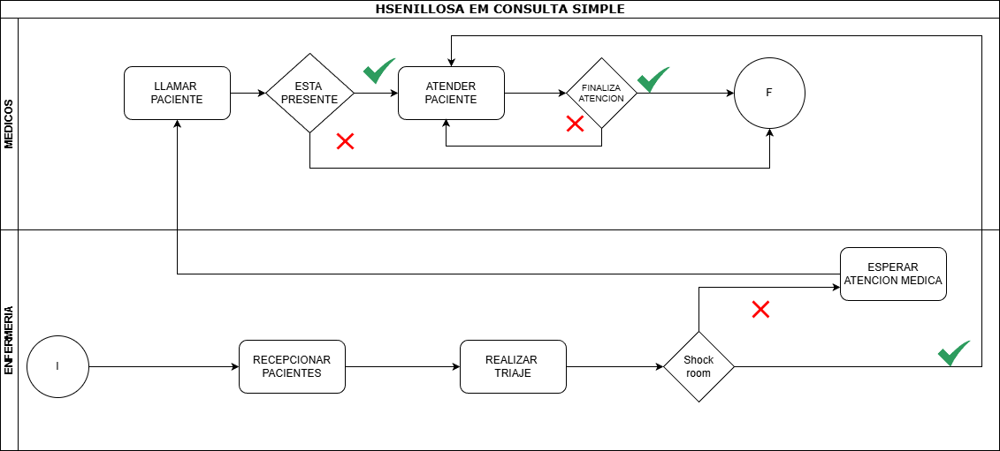 HSENILLOSA EM CONSULTA SIMPLE
MEDICOS
LLAMAR
PACIENTE
ESTA
PRESENTE
ATENDER
PACIENTE
FINALIZA
ATENCION
F
ENFERMERIA
ESPERAR
ATENCION MEDICA
I
RECEPCIONAR
PACIENTES
REALIZAR
TRIAJE
Shock
room